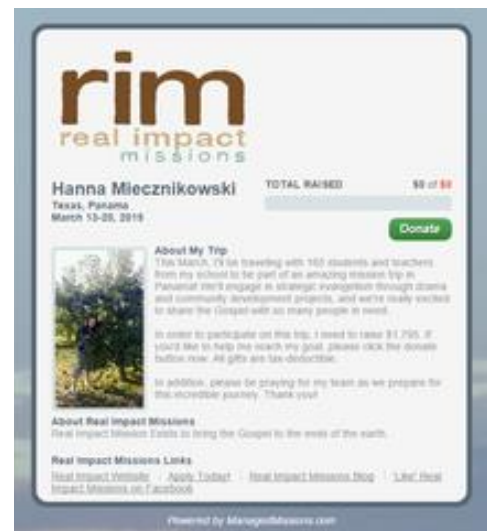 rim
real impact
missions
Hanna Miecznikowski
TOTAL RAISED $0 of $0
Texas, Panama
March 13-20, 2015
Donate
About My Trip
This March, I'll be traveling with 160 students and teachers
from my school to be part of an amazing mission trip in
Panama! We'll engage in strategic evangelism through drama
and community development projects, and we're really excited
to share the Gospel with so many people in need.
In order to participate on this trip, I need to raise $1,795. If
you'd like to help me reach my goal, please click the donate
button now. All gifts are tax-deductible.
In addition, please be praying for my team as we prepare for
this incredible journey. Thank you!
About Real Impact Missions
Real Impact Mission Exists to bring the Gospel to the ends of the earth.
Real Impact Missions Links
Real Impact Website | Apply Today! | Real Impact Missions Blog | 'Like' Real
Impact Missions on Facebook
Powered by ManagedMissions.com